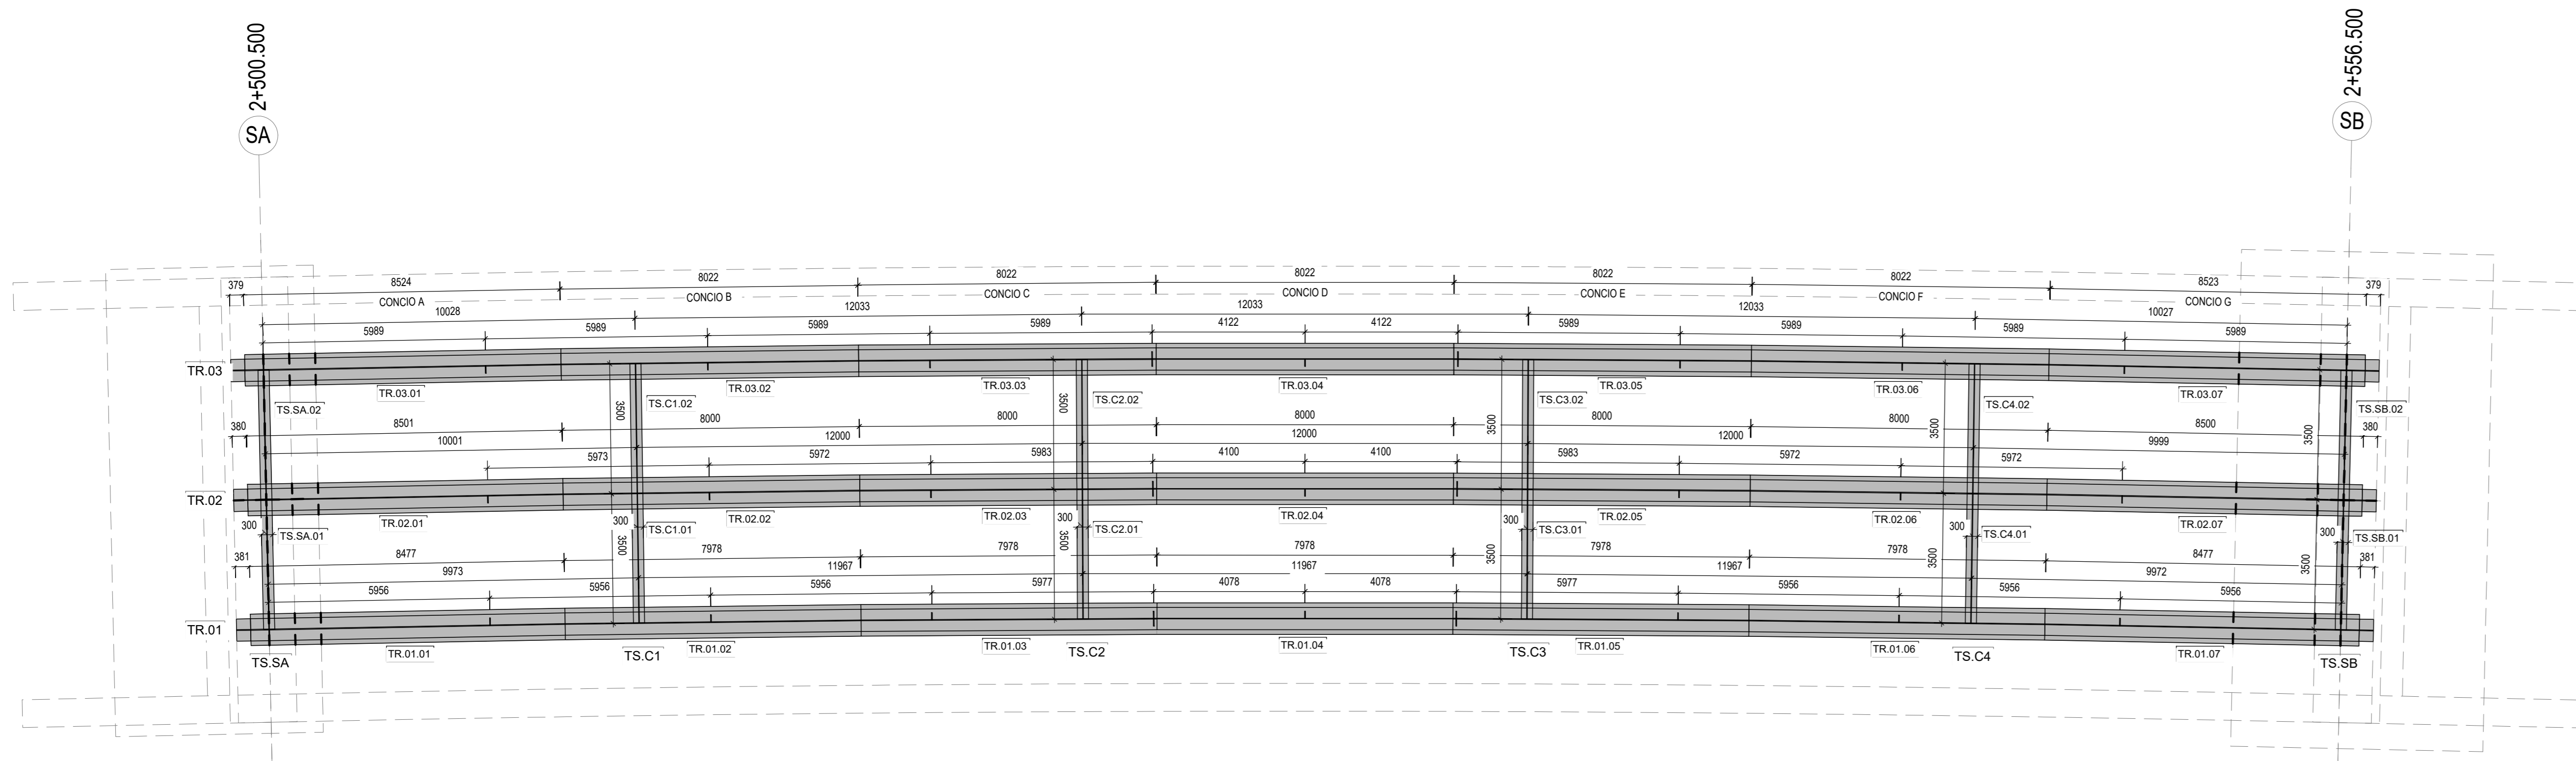 2+500.500
2+556.500
SA
SB
379
8524
8022
8022
8022
8022
8022
8523
379
CONCIO A
CONCIO B
CONCIO C
CONCIO D
CONCIO E
CONCIO F
CONCIO G
10028
12033
12033
12033
10027
5989
5989
5989
5989
4122
4122
5989
5989
5989
5989
TR.03
TR.03.01
TR.03.02
TR.03.03
TR.03.04
TR.03.05
TR.03.06
TR.03.07
TS.SA.02
TS.C1.02
TS.C2.02
TS.C3.02
TS.C4.02
TS.SB.02
3500
3500
3500
3500
3500
380
8501
8000
8000
8000
8000
8000
8500
380
10001
12000
12000
12000
9999
5973
5972
5983
4100
4100
5983
5972
5972
TR.02
TR.02.01
TR.02.02
TR.02.03
TR.02.04
TR.02.05
TR.02.06
TR.02.07
300
300
300
300
300
300
TS.SA.01
TS.C1.01
TS.C2.01
TS.C3.01
TS.C4.01
TS.SB.01
3500
3500
3500
3500
3500
381
8477
7978
7978
7978
7978
7978
8477
381
9973
11967
11967
11967
9972
5956
5956
5956
5977
4078
4078
5977
5956
5956
5956
TR.01
TR.01.01
TR.01.02
TR.01.03
TR.01.04
TR.01.05
TR.01.06
TR.01.07
TS.SA
TS.C1
TS.C2
TS.C3
TS.C4
TS.SB